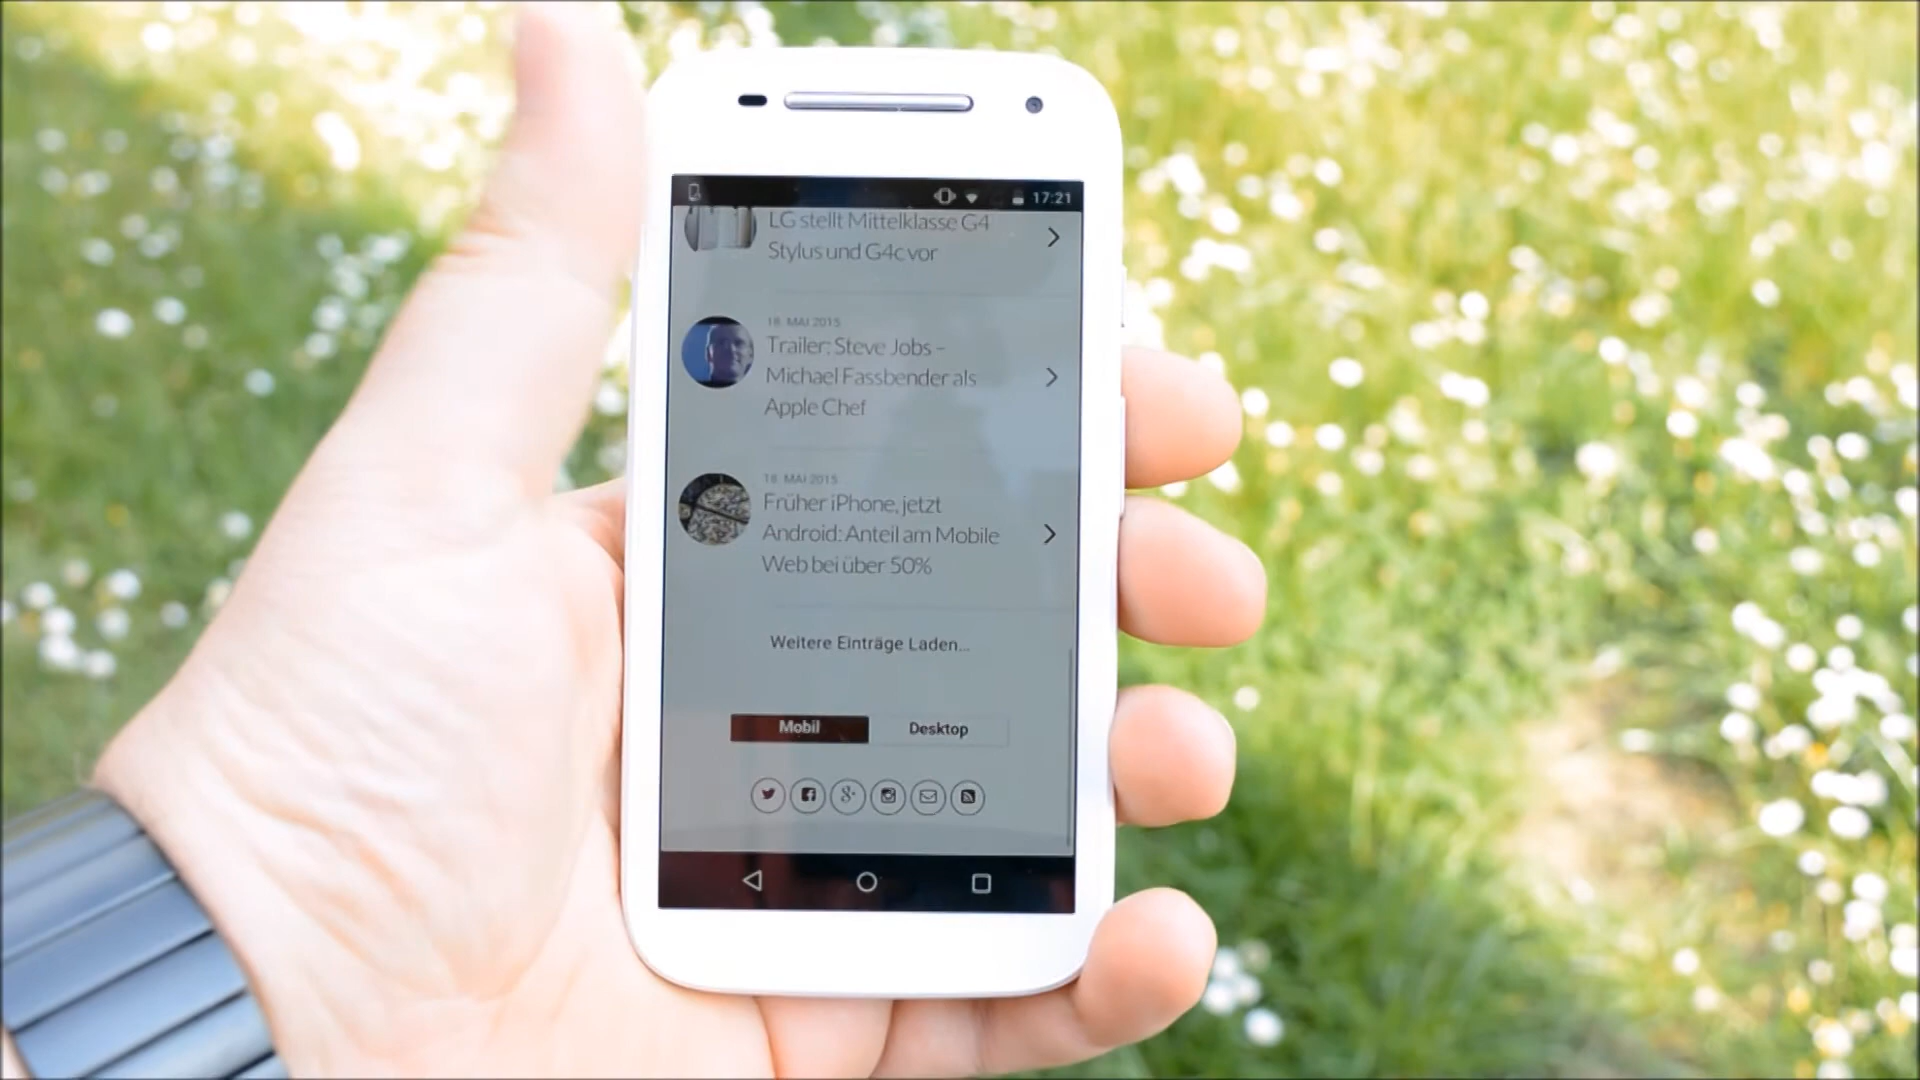 17:21
LG stellt Mittelklasse G4
Stylus und G4c vor
18. MAI 2015
Trailer: Steve Jobs –
Michael Fassbender als
Apple Chef
18. MAI 2015
Früher iPhone, jetzt
Android: Anteil am Mobile
Web bei über 50%
Weitere Einträge Laden...
Mobil Desktop